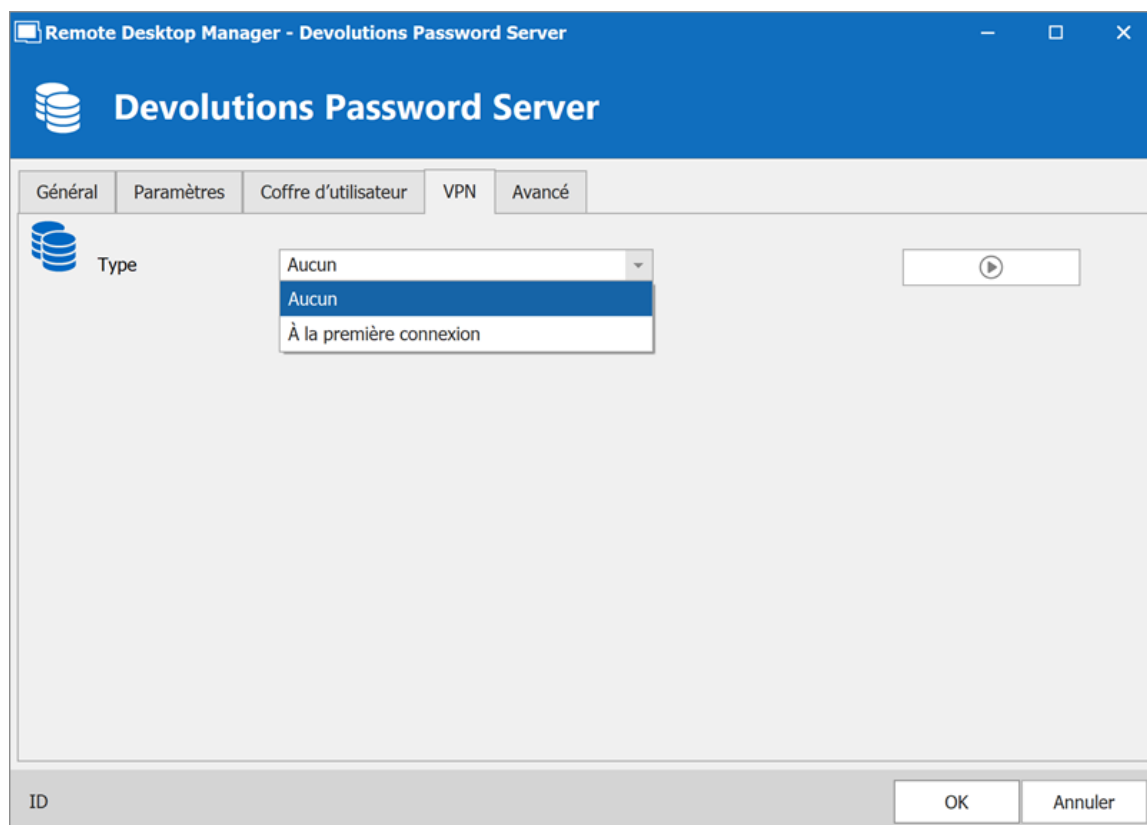 Remote Desktop Manager - Devolutions Password Server
Devolutions Password Server
Général Paramètres Coffre d'utilisateur VPN Avancé
Type Aucun
Aucun
À la première connexion
ID OK Annuler